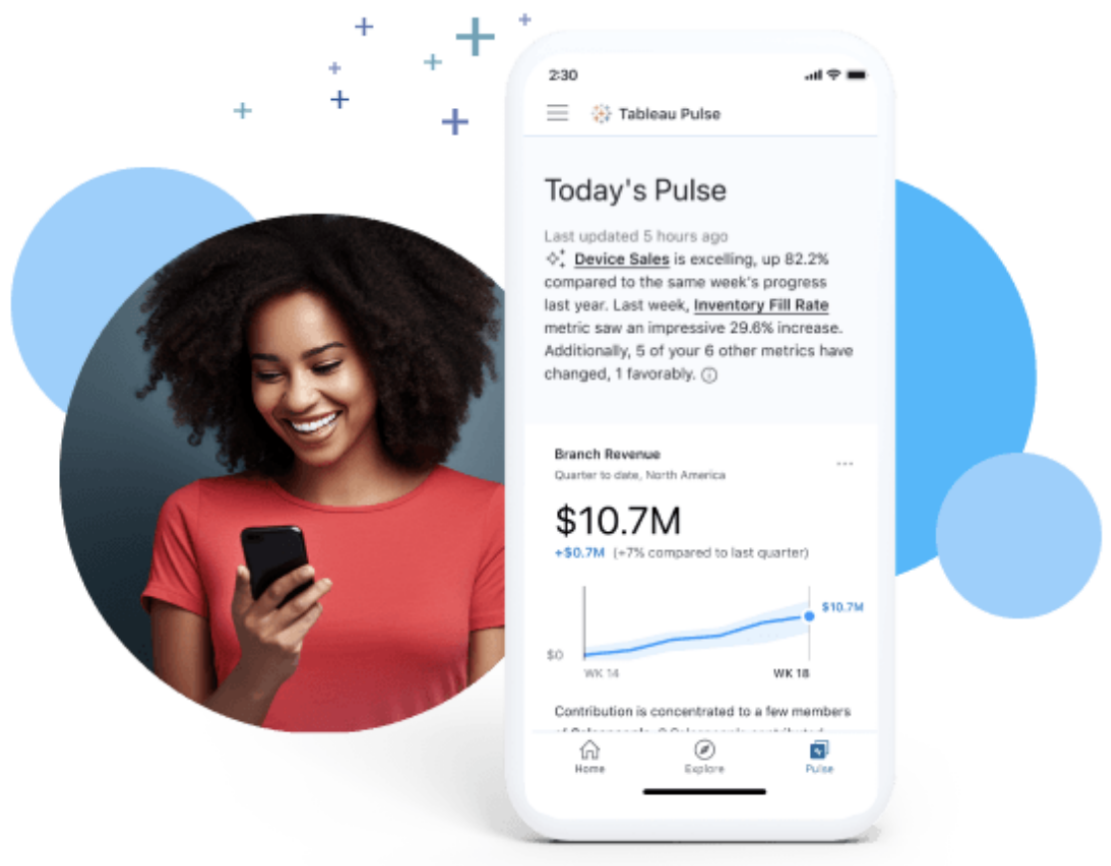 2:30
Tableau Pulse
Today's Pulse
Last updated 5 hours ago
Device Sales is excelling, up 82.2%
compared to the same week's progress
last year. Last week, Inventory Fill Rate
metric saw an impressive 29.6% increase.
Additionally, 5 of your 6 other metrics have
changed, 1 favorably.
Branch Revenue
Quarter to date, North America
$10.7M
+$0.7M (+7% compared to last quarter)
$10.7M
$0
WK 14 WK 18
Contribution is concentrated to a few members
Home Explore Pulse